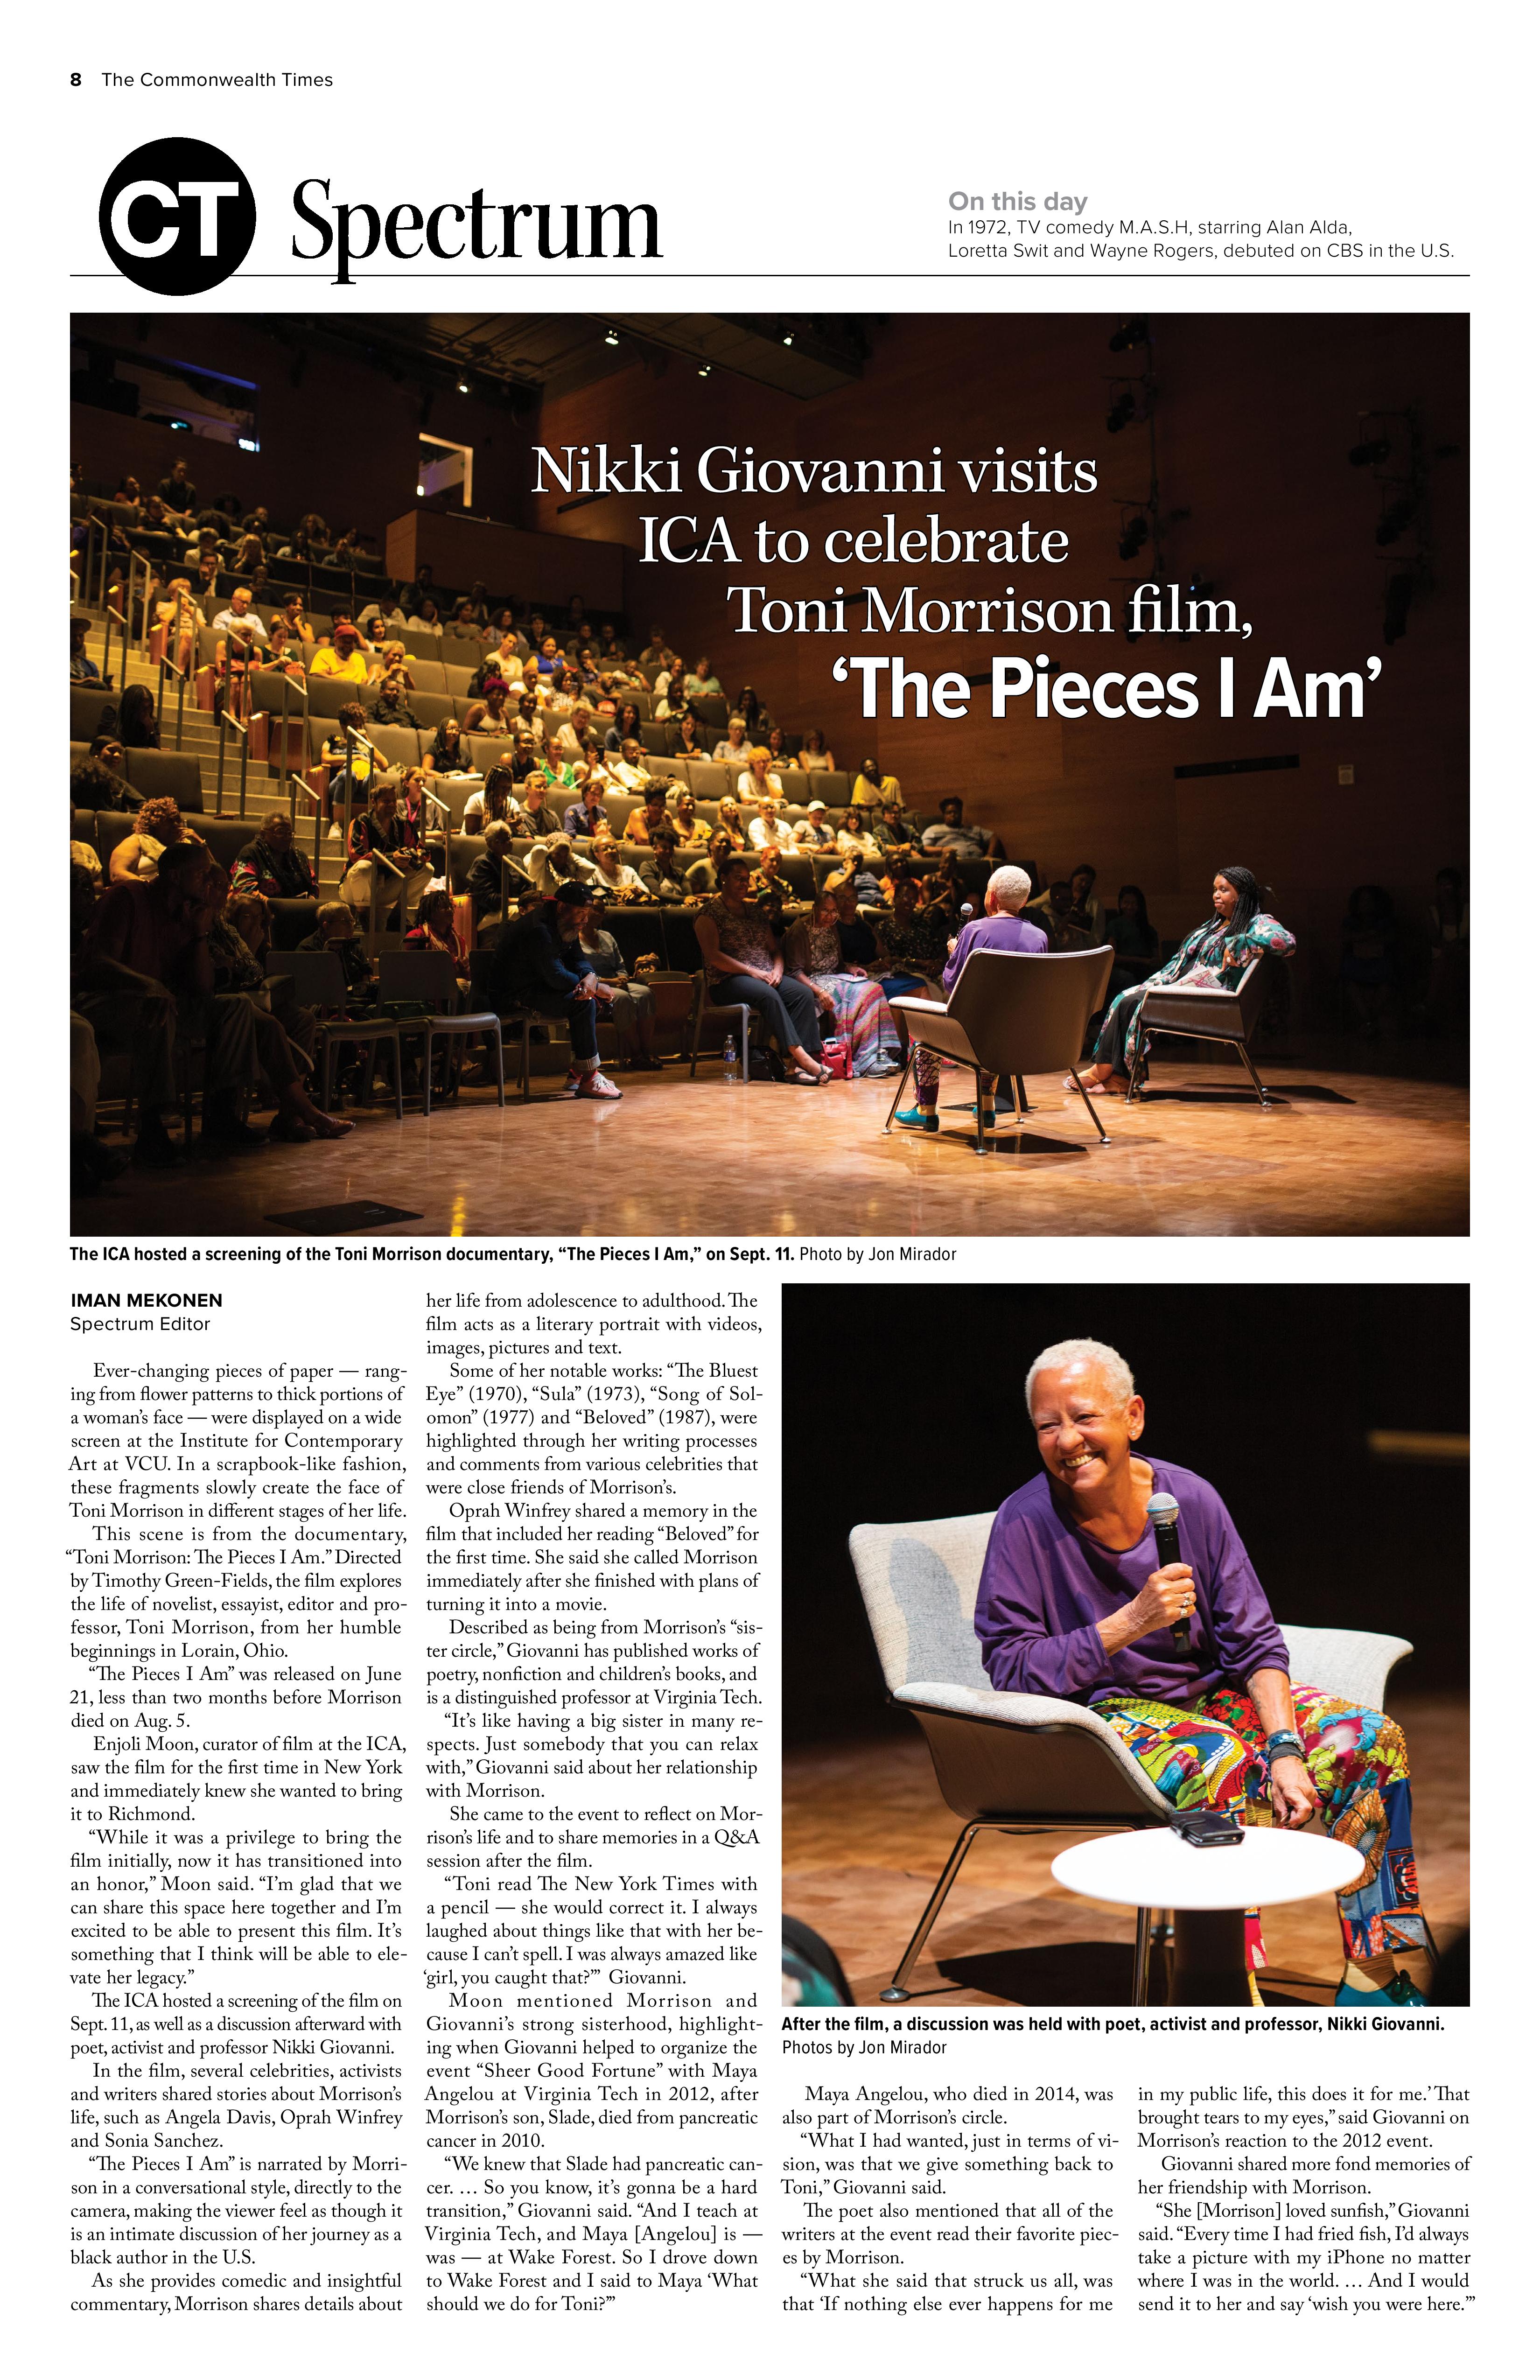 8 The Commonwealth Times
CT Spectrum
On this day
In 1972, TV comedy M.A.S.H, starring Alan Alda,
Loretta Swit and Wayne Rogers, debuted on CBS in the U.S.
Nikki Giovanni visits
ICA to celebrate
Toni Morrison film,
‘The Pieces I Am’
The ICA hosted a screening of the Toni Morrison documentary, “The Pieces I Am,” on Sept. 11. Photo by Jon Mirador
IMAN MEKONEN
Spectrum Editor
Ever-changing pieces of paper — rang-
ing from flower patterns to thick portions of
a woman’s face — were displayed on a wide
screen at the Institute for Contemporary
Art at VCU. In a scrapbook-like fashion,
these fragments slowly create the face of
Toni Morrison in different stages of her life.
This scene is from the documentary,
“Toni Morrison: The Pieces I Am.” Directed
by Timothy Green-Fields, the film explores
the life of novelist, essayist, editor and pro-
fessor, Toni Morrison, from her humble
beginnings in Lorain, Ohio.
“The Pieces I Am” was released on June
21, less than two months before Morrison
died on Aug. 5.
Enjoli Moon, curator of film at the ICA,
saw the film for the first time in New York
and immediately knew she wanted to bring
it to Richmond.
“While it was a privilege to bring the
film initially, now it has transitioned into
an honor,” Moon said. “I’m glad that we
can share this space here together and I’m
excited to be able to present this film. It’s
something that I think will be able to ele-
vate her legacy.”
The ICA hosted a screening of the film on
Sept. 11, as well as a discussion afterward with
poet, activist and professor Nikki Giovanni.
In the film, several celebrities, activists
and writers shared stories about Morrison’s
life, such as Angela Davis, Oprah Winfrey
and Sonia Sanchez.
“The Pieces I Am” is narrated by Morri-
son in a conversational style, directly to the
camera, making the viewer feel as though it
is an intimate discussion of her journey as a
black author in the U.S.
As she provides comedic and insightful
commentary, Morrison shares details about
her life from adolescence to adulthood. The
film acts as a literary portrait with videos,
images, pictures and text.
Some of her notable works: “The Bluest
Eye” (1970), “Sula” (1973), “Song of Sol-
omon” (1977) and “Beloved” (1987), were
highlighted through her writing processes
and comments from various celebrities that
were close friends of Morrison’s.
Oprah Winfrey shared a memory in the
film that included her reading “Beloved” for
the first time. She said she called Morrison
immediately after she finished with plans of
turning it into a movie.
Described as being from Morrison’s “sis-
ter circle,” Giovanni has published works of
poetry, nonfiction and children’s books, and
is a distinguished professor at Virginia Tech.
“It’s like having a big sister in many re-
spects. Just somebody that you can relax
with,” Giovanni said about her relationship
with Morrison.
She came to the event to reflect on Mor-
rison’s life and to share memories in a Q&A
session after the film.
“Toni read The New York Times with
a pencil — she would correct it. I always
laughed about things like that with her be-
cause I can’t spell. I was always amazed like
‘girl, you caught that?’” Giovanni.
Moon mentioned Morrison and
Giovanni’s strong sisterhood, highlight-
ing when Giovanni helped to organize the
event “Sheer Good Fortune” with Maya
Angelou at Virginia Tech in 2012, after
Morrison’s son, Slade, died from pancreatic
cancer in 2010.
“We knew that Slade had pancreatic can-
cer. … So you know, it’s gonna be a hard
transition,” Giovanni said. “And I teach at
Virginia Tech, and Maya [Angelou] is —
was — at Wake Forest. So I drove down
to Wake Forest and I said to Maya ‘What
should we do for Toni?’”
After the film, a discussion was held with poet, activist and professor, Nikki Giovanni.
Photos by Jon Mirador
Maya Angelou, who died in 2014, was
also part of Morrison’s circle.
“What I had wanted, just in terms of vi-
sion, was that we give something back to
Toni,” Giovanni said.
The poet also mentioned that all of the
writers at the event read their favorite piec-
es by Morrison.
“What she said that struck us all, was
that ‘If nothing else ever happens for me
in my public life, this does it for me.’ That
brought tears to my eyes,” said Giovanni on
Morrison’s reaction to the 2012 event.
Giovanni shared more fond memories of
her friendship with Morrison.
“She [Morrison] loved sunfish,” Giovanni
said. “Every time I had fried fish, I’d always
take a picture with my iPhone no matter
where I was in the world. … And I would
send it to her and say ‘wish you were here.’”